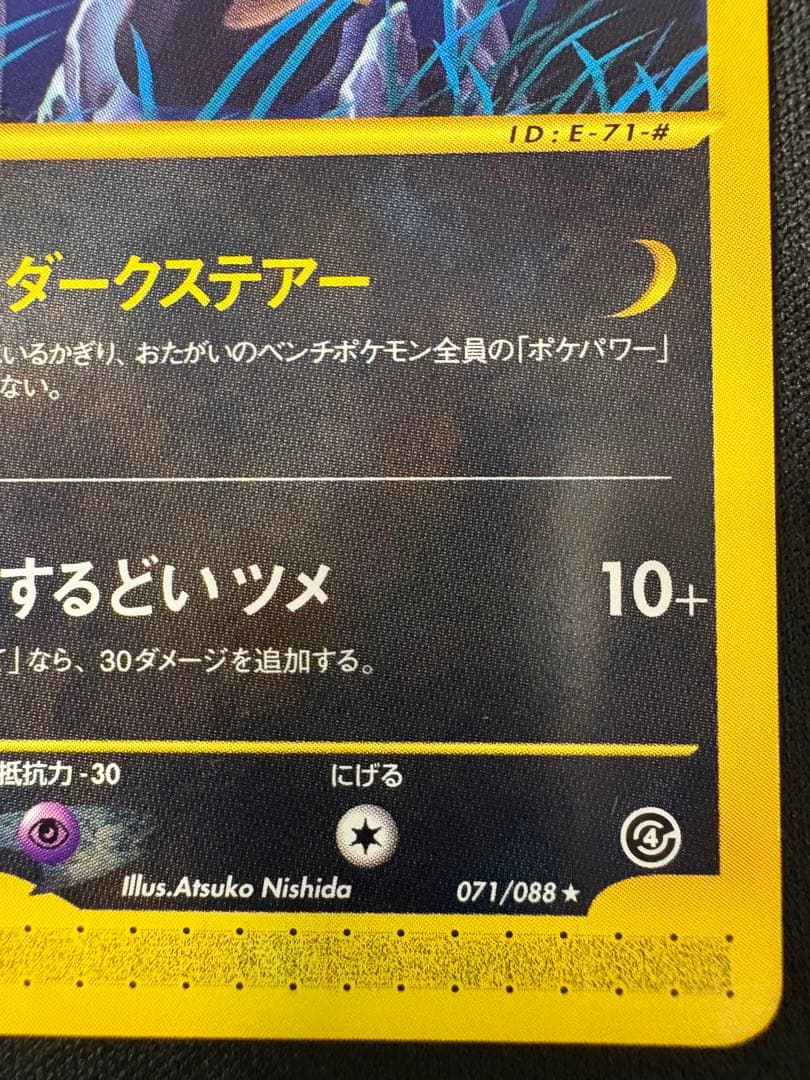 ID:E-71-#
ダークステアー
いるかぎり、おたがいのベンチポケモン全員の「ポケパワー」
ない。
するどいツメ 10+
」なら、30ダメージを追加する。
抵抗力 -30 にげる
4
Illus.Atsuko Nishida 071/088 ★